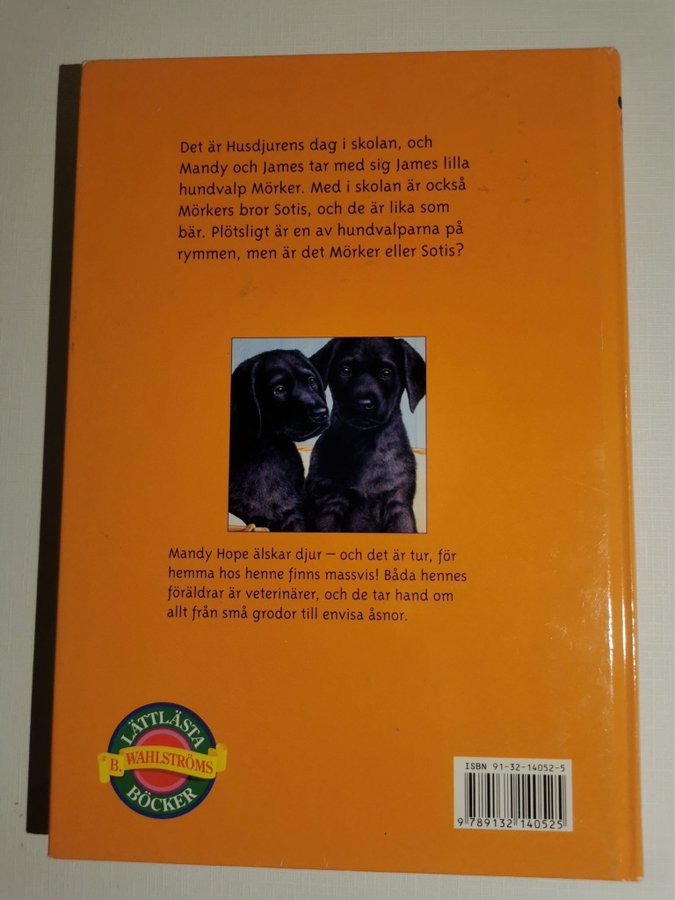 Det är Husdjurens dag i skolan, och
Mandy och James tar med sig James lilla
hundvalp Mörker. Med i skolan är också
Mörkers bror Sotis, och de är lika som
bär. Plötsligt är en av hundvalparna på
rymmen, men är det Mörker eller Sotis?
Mandy Hope älskar djur – och det är tur, för
hemma hos henne finns massvis! Båda hennes
föräldrar är veterinärer, och de tar hand om
allt från små grodor till envisa åsnor.
LÄTTLÄSTA
B. WAHLSTRÖMS
BÖCKER
ISBN 91-32-14052-5
9 789132 140525